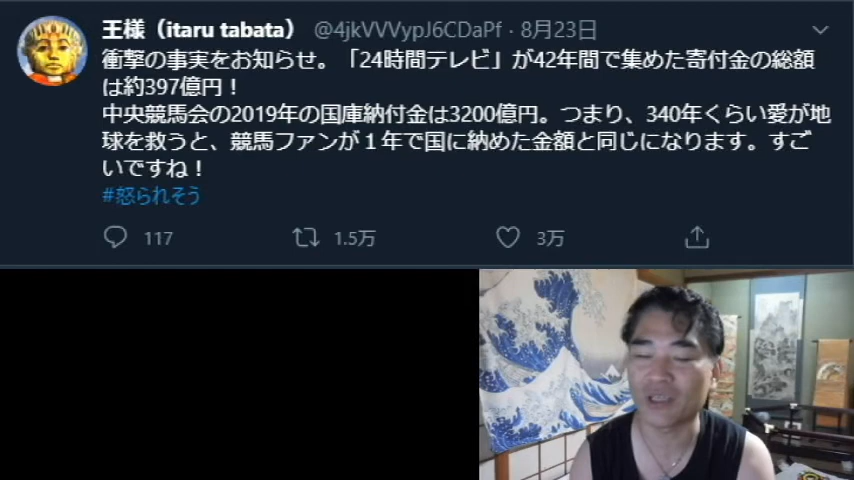 王様（itaru tabata） @4jkVVVypJ6CDaPf · 8月23日
衝撃の事実をお知らせ。「24時間テレビ」が42年間で集めた寄付金の総額
は約397億円！
中央競馬会の2019年の国庫納付金は3200億円。つまり、340年くらい愛が地
球を救うと、競馬ファンが１年で国に納めた金額と同じになります。すご
いですね！
#怒られそう
117 1.5万 3万